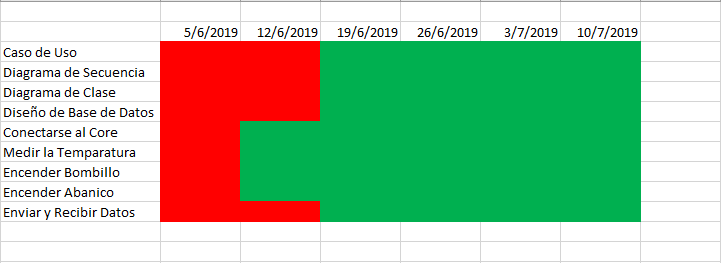 5/6/2019 12/6/2019 19/6/2019 26/6/2019 3/7/2019 10/7/2019
Caso de Uso
Diagrama de Secuencia
Diagrama de Clase
Diseño de Base de Datos
Conectarse al Core
Medir la Temparatura
Encender Bombillo
Encender Abanico
Enviar y Recibir Datos